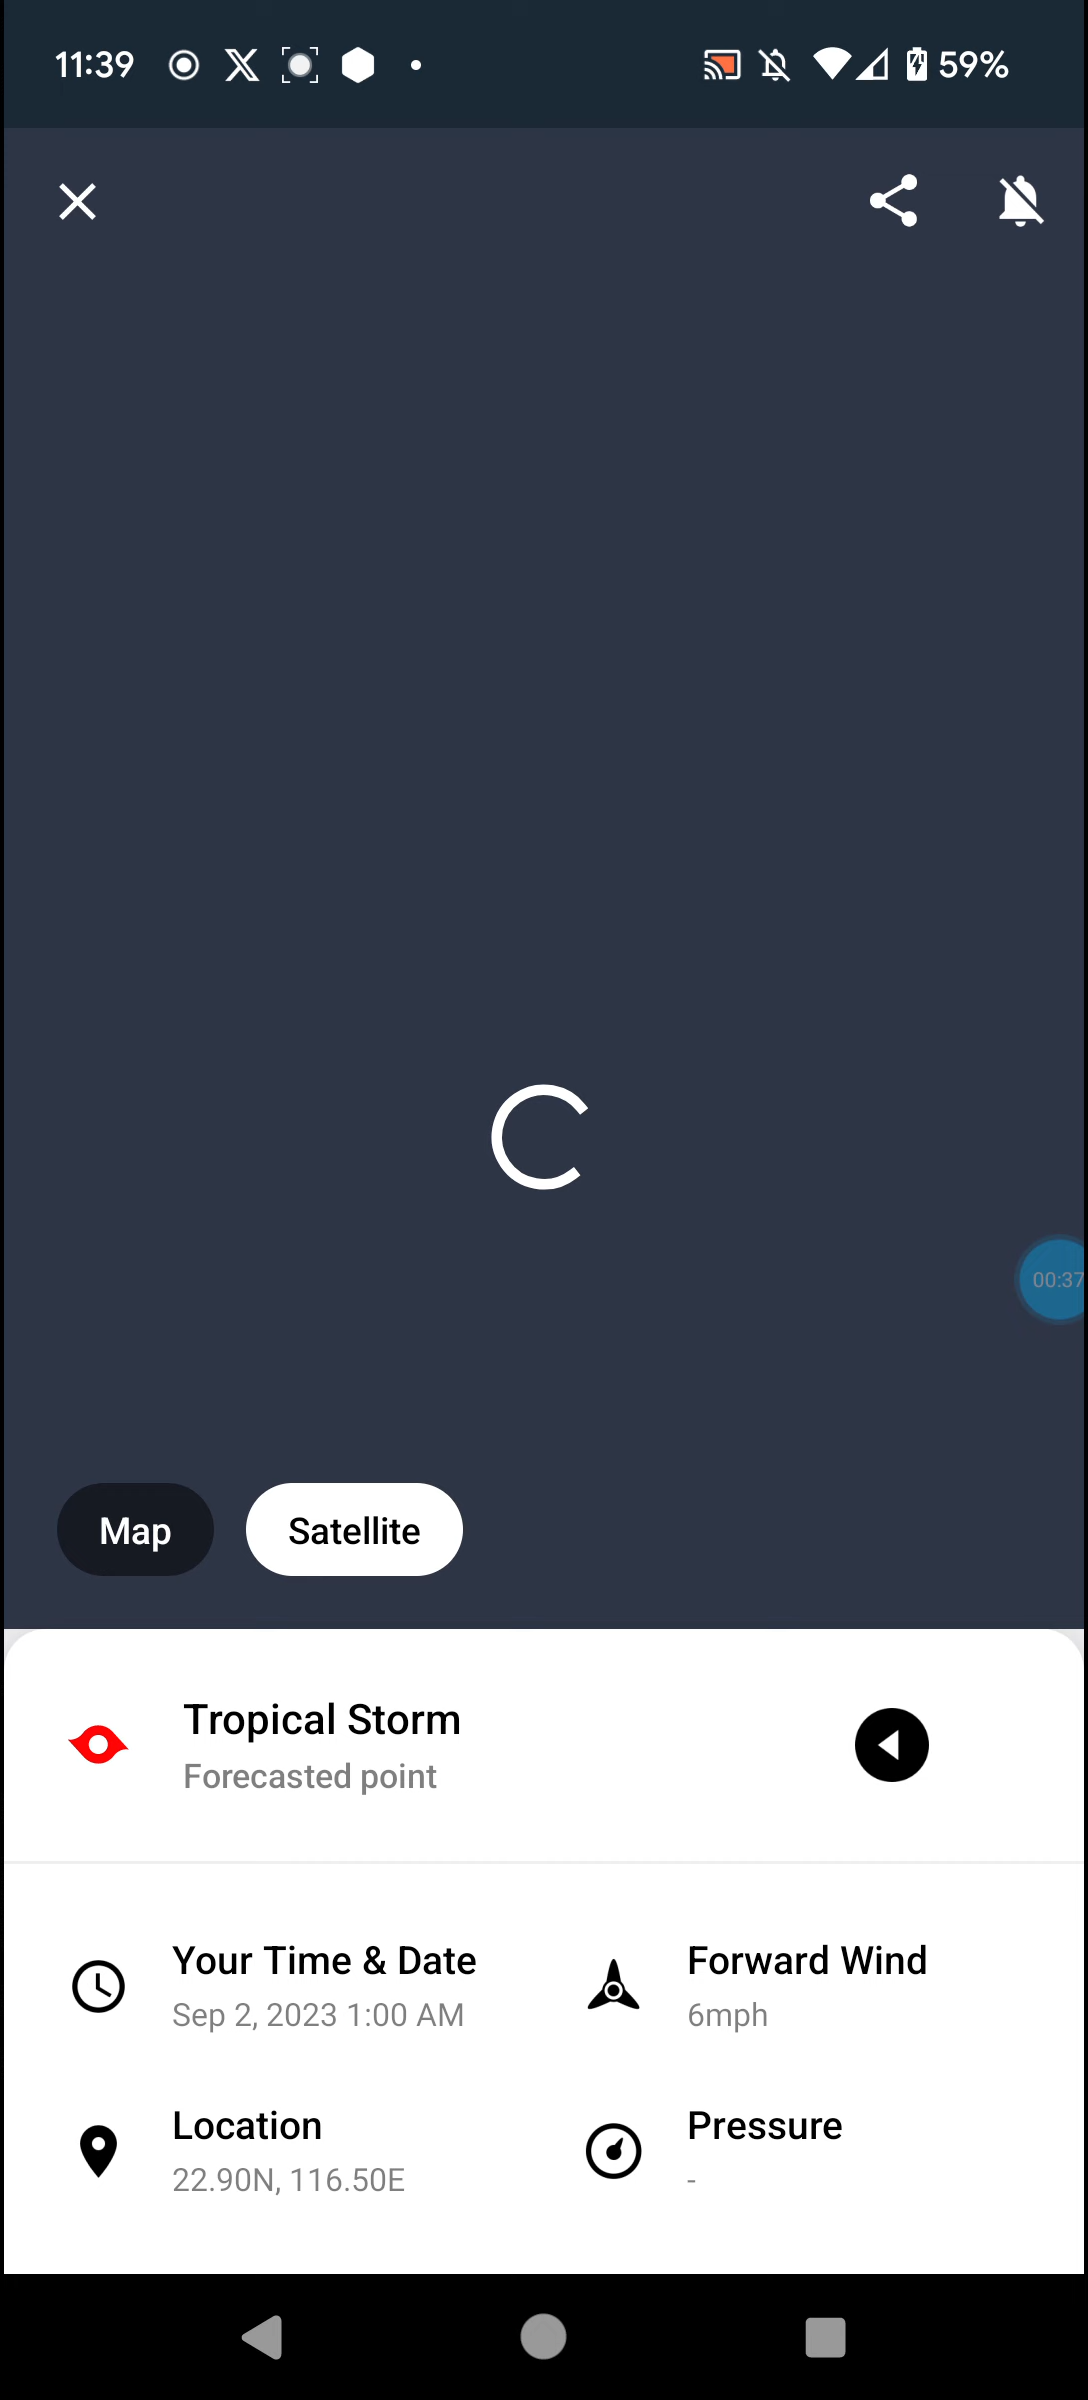 11:39
59%
00:37
Map
Satellite
Tropical Storm
Forecasted point
Your Time & Date
Sep 2, 2023 1:00 AM
Forward Wind
6mph
Location
22.90N, 116.50E
Pressure
-